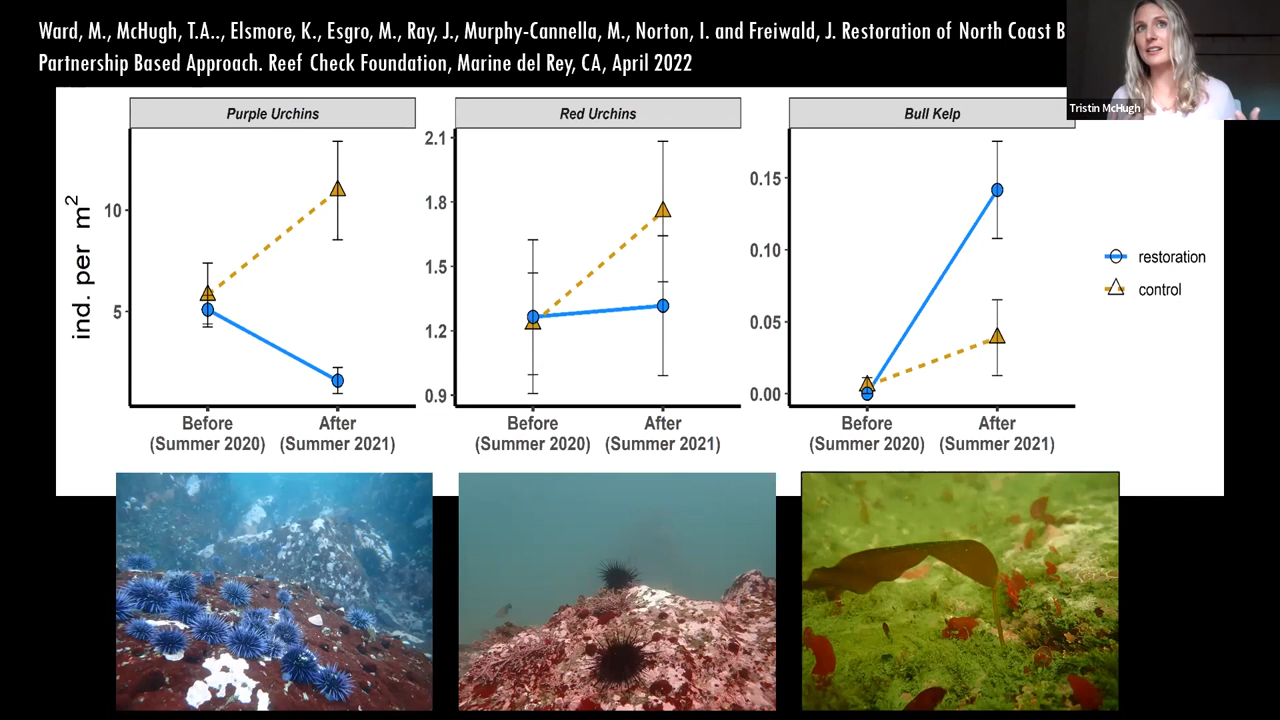 Ward, M., McHugh, T.A.., Elsmore, K., Esgro, M., Ray, J., Murphy-Cannella, M., Norton, I. and Freiwald, J. Restoration of North Coast B
Partnership Based Approach. Reef Check Foundation, Marine del Rey, CA, April 2022
Tristin McHugh
Purple Urchins
Red Urchins
Bull Kelp
ind. per m²
10
5
2.1
1.8
1.5
1.2
0.9
0.15
0.10
0.05
0.00
restoration
control
Before
(Summer 2020)
After
(Summer 2021)
Before
(Summer 2020)
After
(Summer 2021)
Before
(Summer 2020)
After
(Summer 2021)